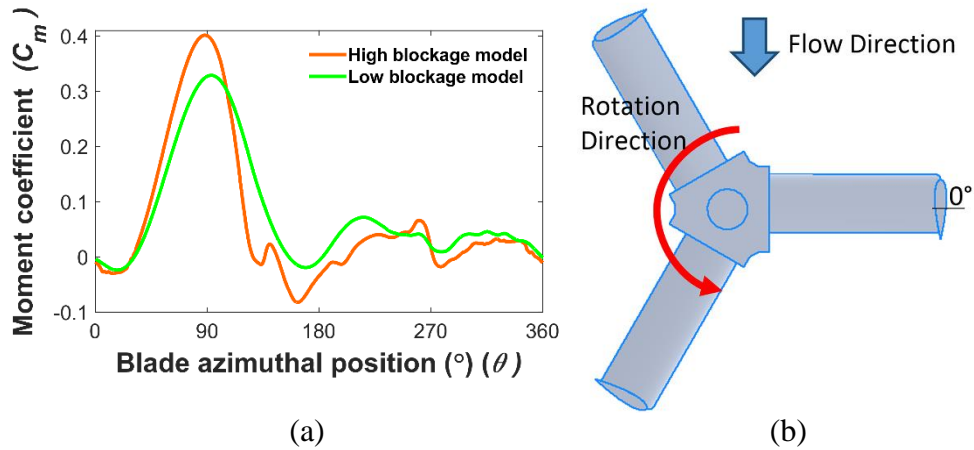 Moment coefficient (C_m)
0.4
0.3
0.2
0.1
0
-0.1
High blockage model
Low blockage model
0 90 180 270 360
Blade azimuthal position (°) (θ)
(a)
Flow Direction
Rotation
Direction
0°
(b)